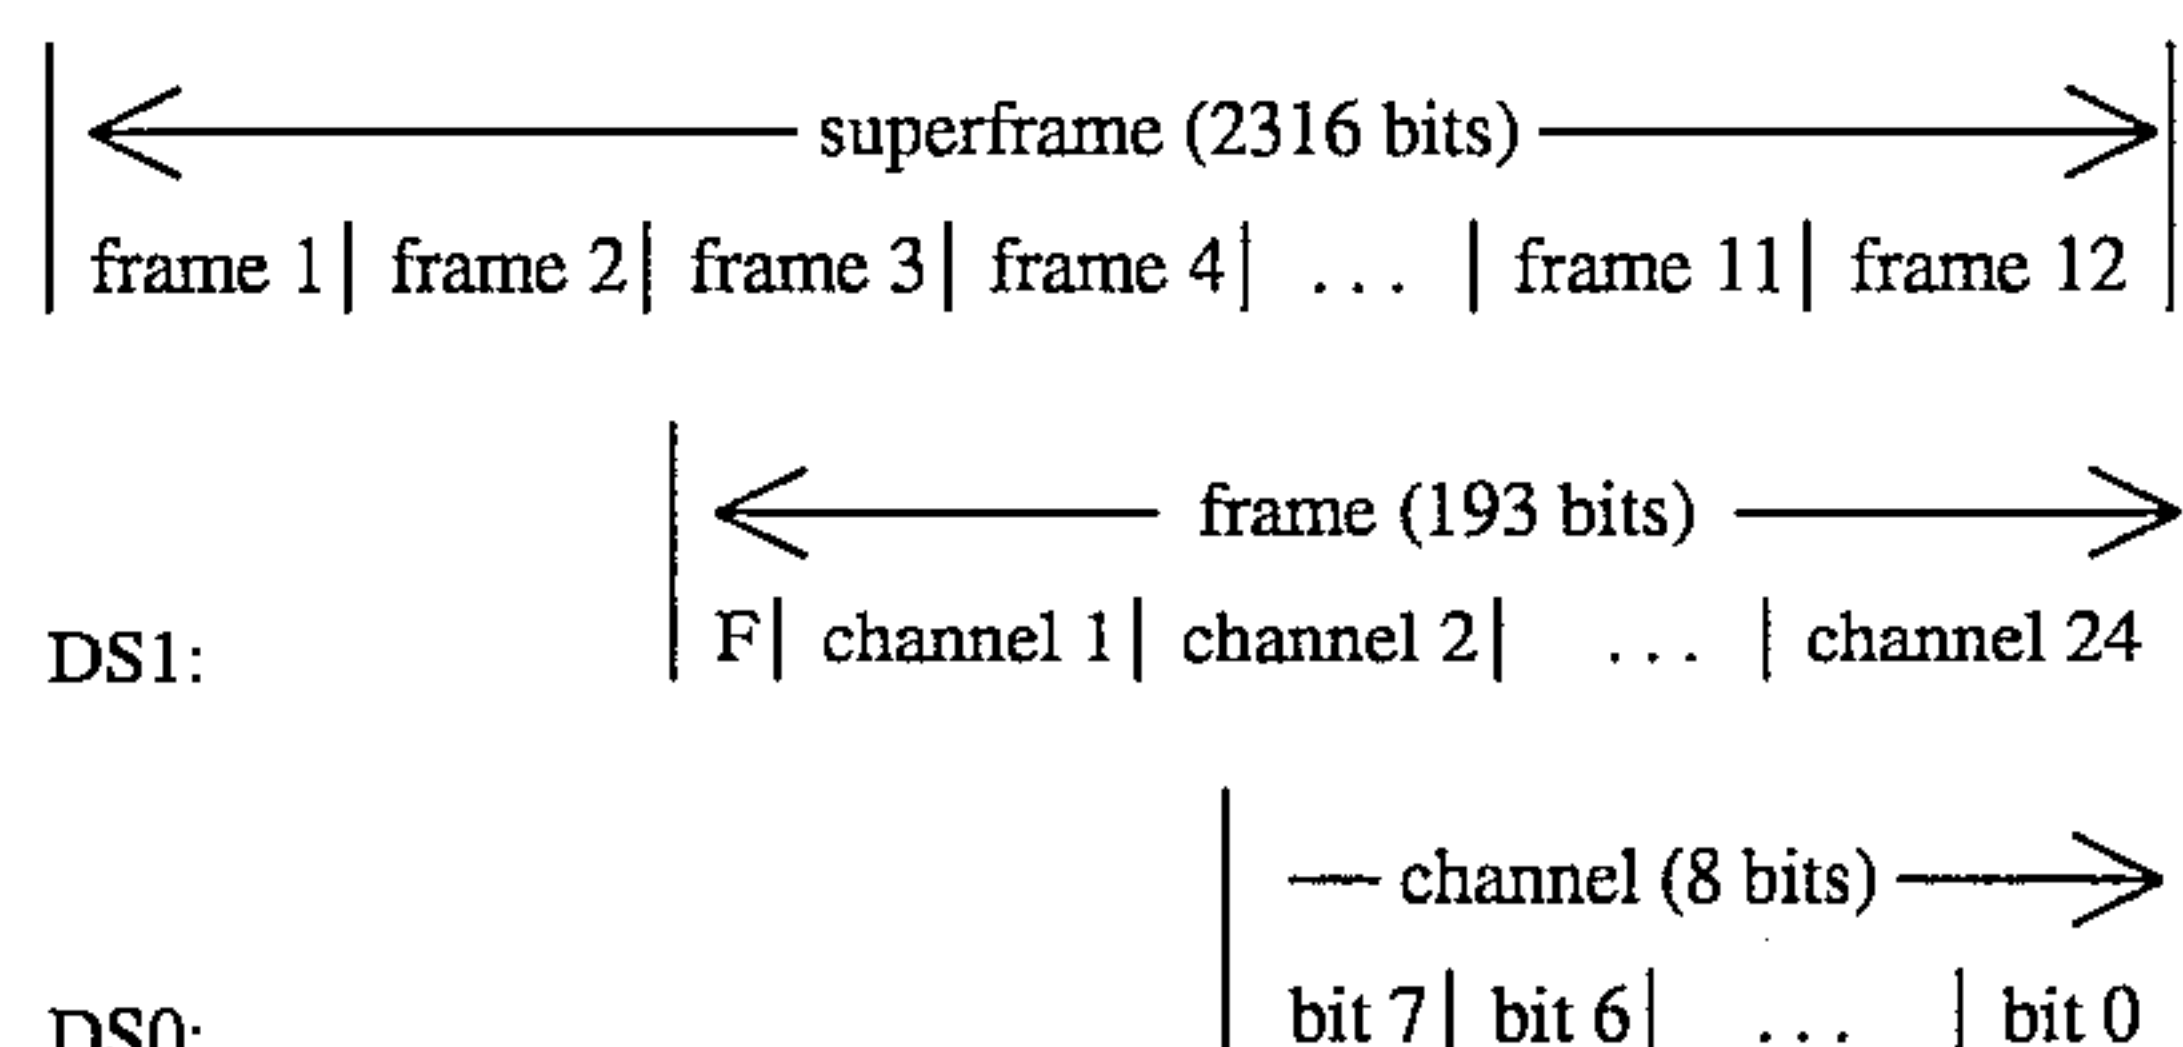 superframe (2316 bits)
frame 1 | frame 2 | frame 3 | frame 4 | . . . | frame 11 | frame 12
frame (193 bits)
DS1: F | channel 1 | channel 2 | . . . | channel 24
channel (8 bits)
DS0: bit 7 | bit 6 | . . . | bit 0